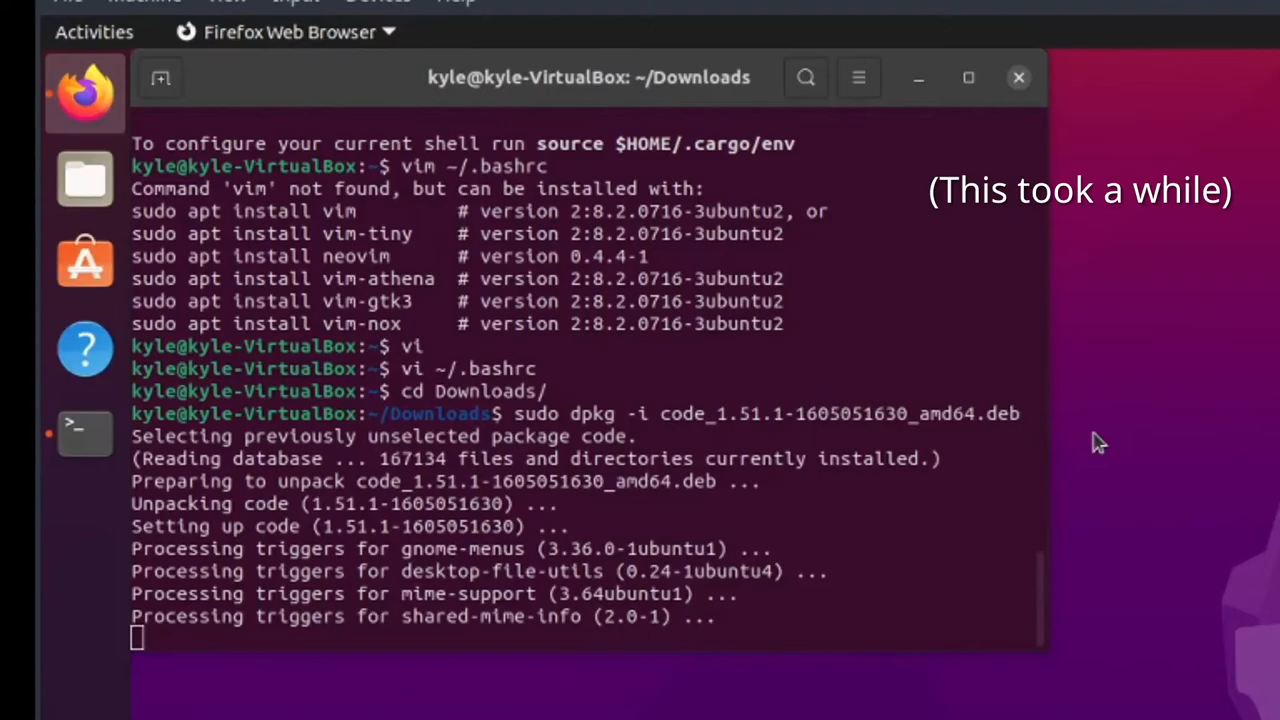 File Machine View Input Devices Help
Activities Firefox Web Browser
kyle@kyle-VirtualBox: ~/Downloads
To configure your current shell run source $HOME/.cargo/env
kyle@kyle-VirtualBox:~$ vim ~/.bashrc
Command 'vim' not found, but can be installed with:
sudo apt install vim # version 2:8.2.0716-3ubuntu2, or
sudo apt install vim-tiny # version 2:8.2.0716-3ubuntu2
sudo apt install neovim # version 0.4.4-1
sudo apt install vim-athena # version 2:8.2.0716-3ubuntu2
sudo apt install vim-gtk3 # version 2:8.2.0716-3ubuntu2
sudo apt install vim-nox # version 2:8.2.0716-3ubuntu2
kyle@kyle-VirtualBox:~$ vi
kyle@kyle-VirtualBox:~$ vi ~/.bashrc
kyle@kyle-VirtualBox:~$ cd Downloads/
kyle@kyle-VirtualBox:~/Downloads$ sudo dpkg -i code_1.51.1-1605051630_amd64.deb
Selecting previously unselected package code.
(Reading database ... 167134 files and directories currently installed.)
Preparing to unpack code_1.51.1-1605051630_amd64.deb ...
Unpacking code (1.51.1-1605051630) ...
Setting up code (1.51.1-1605051630) ...
Processing triggers for gnome-menus (3.36.0-1ubuntu1) ...
Processing triggers for desktop-file-utils (0.24-1ubuntu4) ...
Processing triggers for mime-support (3.64ubuntu1) ...
Processing triggers for shared-mime-info (2.0-1) ...
(This took a while)